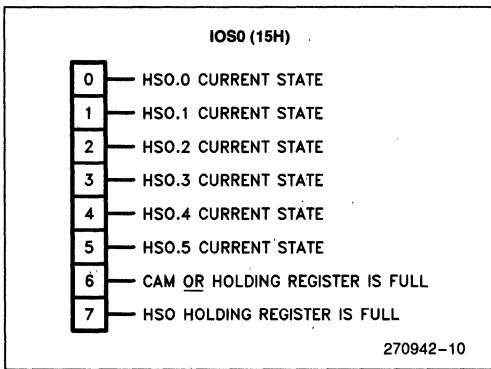 IOS0 (15H)
0 HSO.0 CURRENT STATE
1 HSO.1 CURRENT STATE
2 HSO.2 CURRENT STATE
3 HSO.3 CURRENT STATE
4 HSO.4 CURRENT STATE
5 HSO.5 CURRENT STATE
6 CAM OR HOLDING REGISTER IS FULL
7 HSO HOLDING REGISTER IS FULL
270942-10